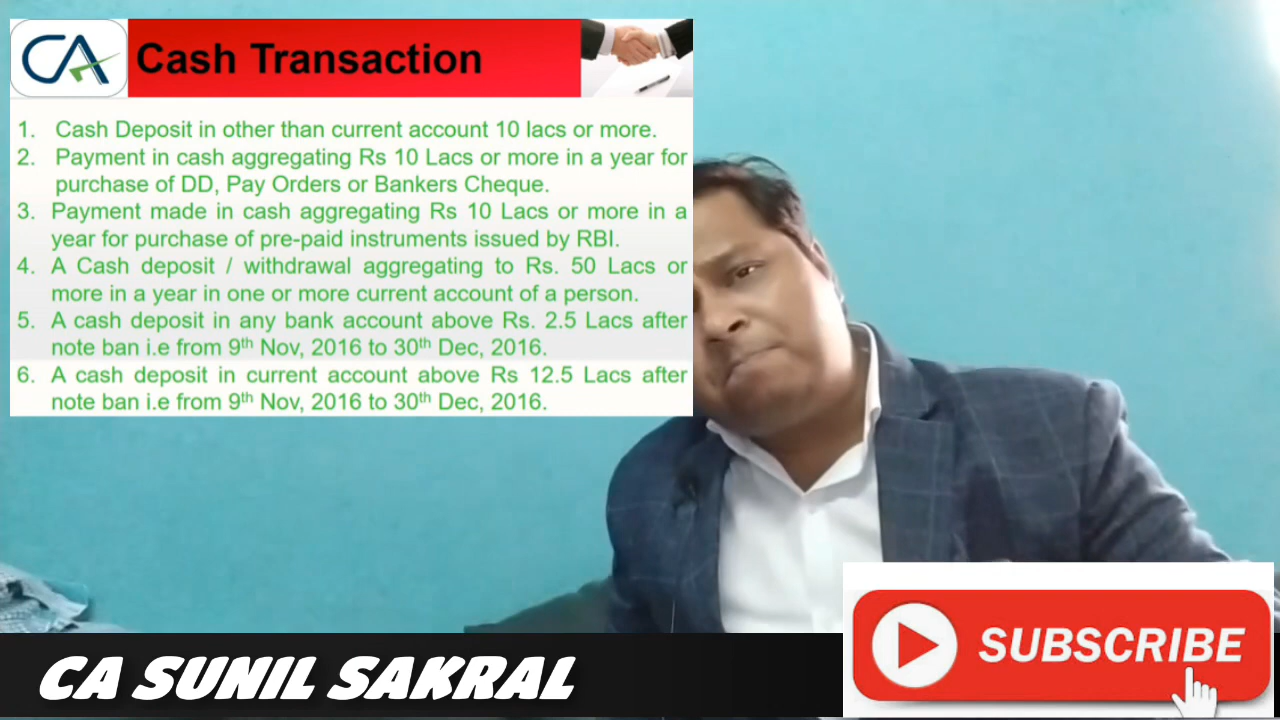 CA
Cash Transaction
1. Cash Deposit in other than current account 10 lacs or more.
2. Payment in cash aggregating Rs 10 Lacs or more in a year for
purchase of DD, Pay Orders or Bankers Cheque.
3. Payment made in cash aggregating Rs 10 Lacs or more in a
year for purchase of pre-paid instruments issued by RBI.
4. A Cash deposit / withdrawal aggregating to Rs. 50 Lacs or
more in a year in one or more current account of a person.
5. A cash deposit in any bank account above Rs. 2.5 Lacs after
note ban i.e from 9th Nov, 2016 to 30th Dec, 2016.
6. A cash deposit in current account above Rs 12.5 Lacs after
note ban i.e from 9th Nov, 2016 to 30th Dec, 2016.
CA SUNIL SAKRAL
SUBSCRIBE